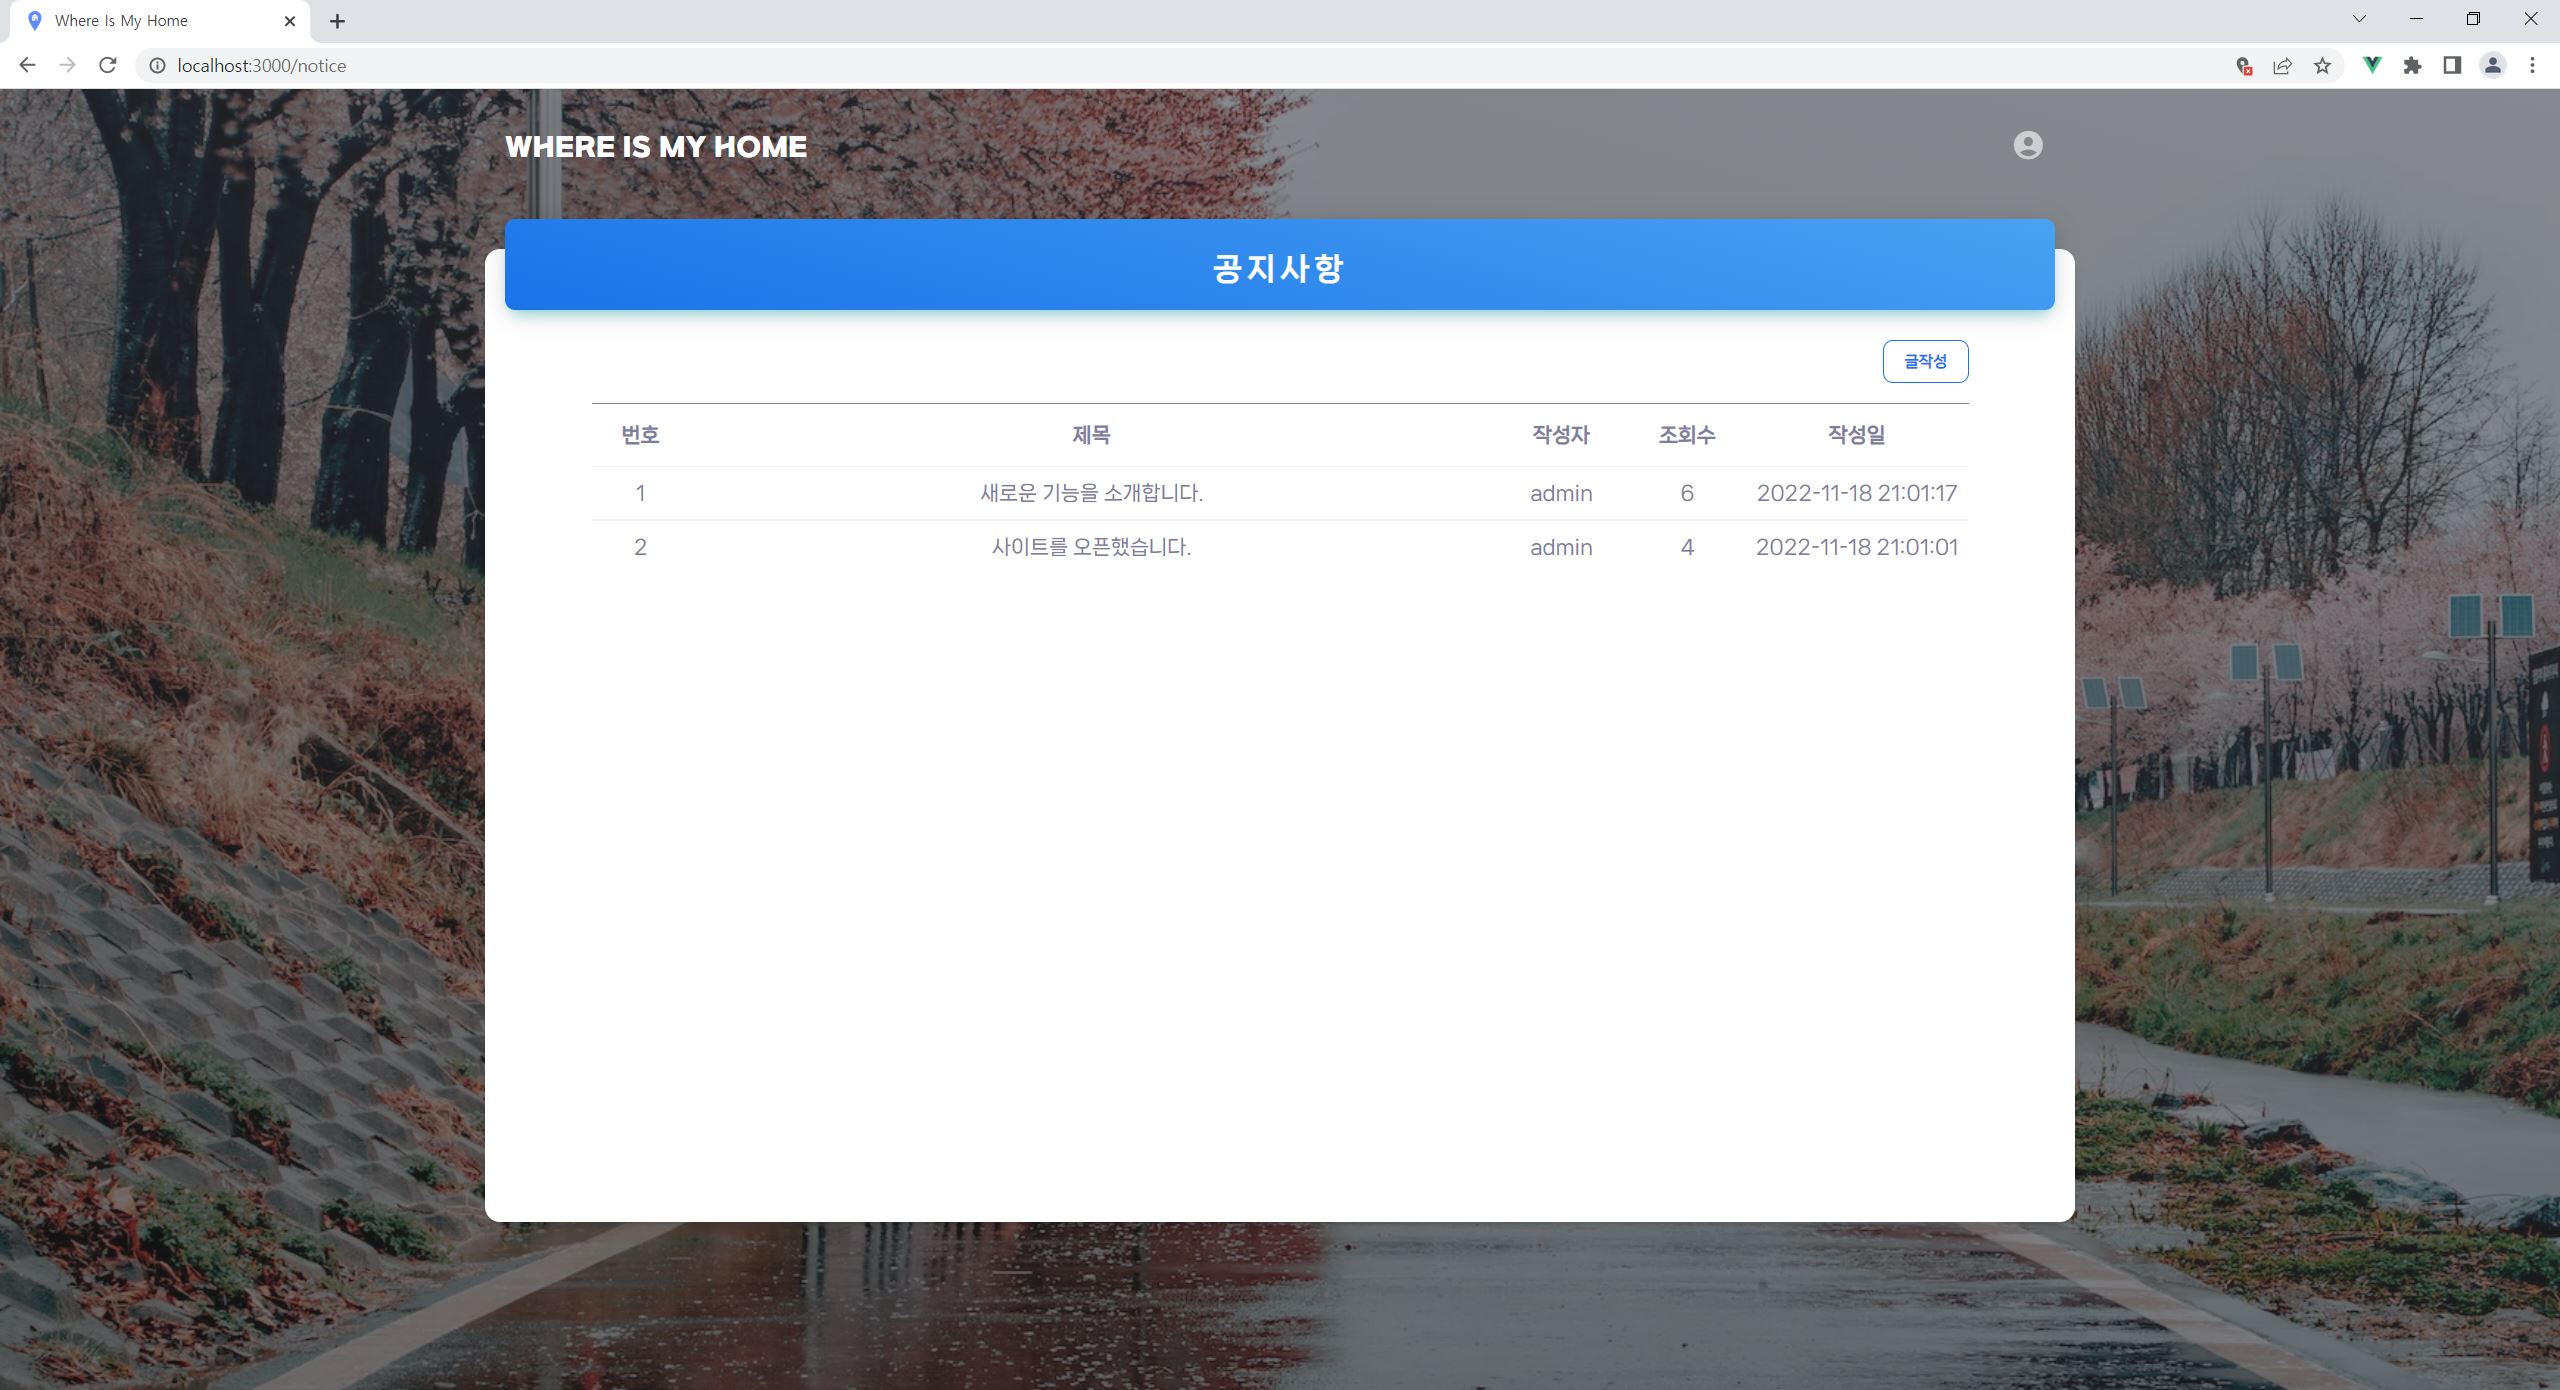 Where Is My Home
localhost:3000/notice
WHERE IS MY HOME
공지사항
글작성
번호 제목 작성자 조회수 작성일
1 새로운 기능을 소개합니다. admin 6 2022-11-18 21:01:17
2 사이트를 오픈했습니다. admin 4 2022-11-18 21:01:01